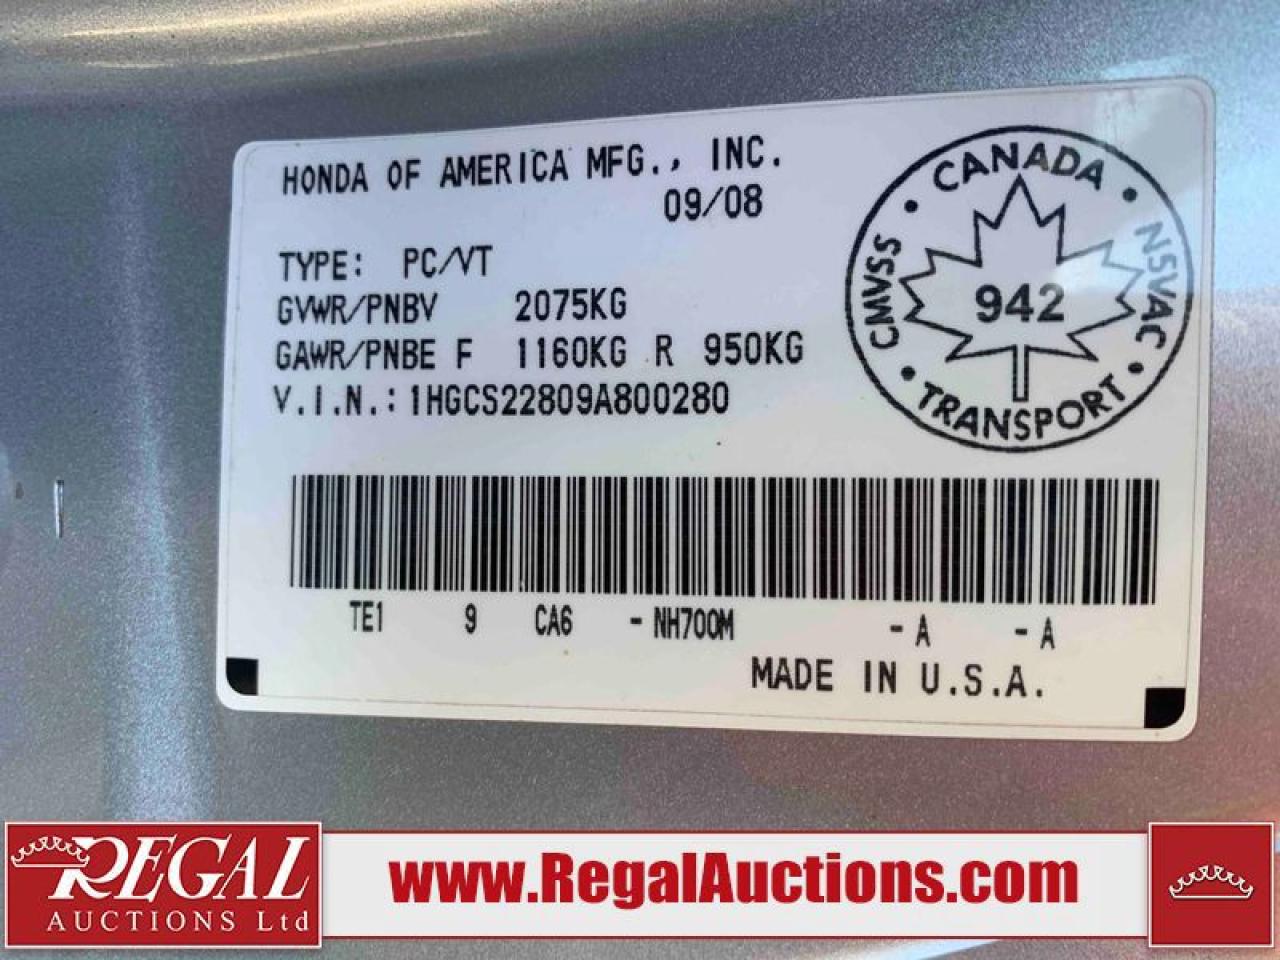 HONDA OF AMERICA MFG., INC.
09/08
TYPE: PC/VT
GVWR/PNBV 2075KG
GAWR/PNBE F 1160KG R 950KG
V.I.N.: 1HGCS22809A800280
CANADA
NSVAC
TRANSPORT
CMVSS
942
TE1 9 CA6 -NH700M -A -A
MADE IN U.S.A.
REGAL
AUCTIONS Ltd
www.RegalAuctions.com